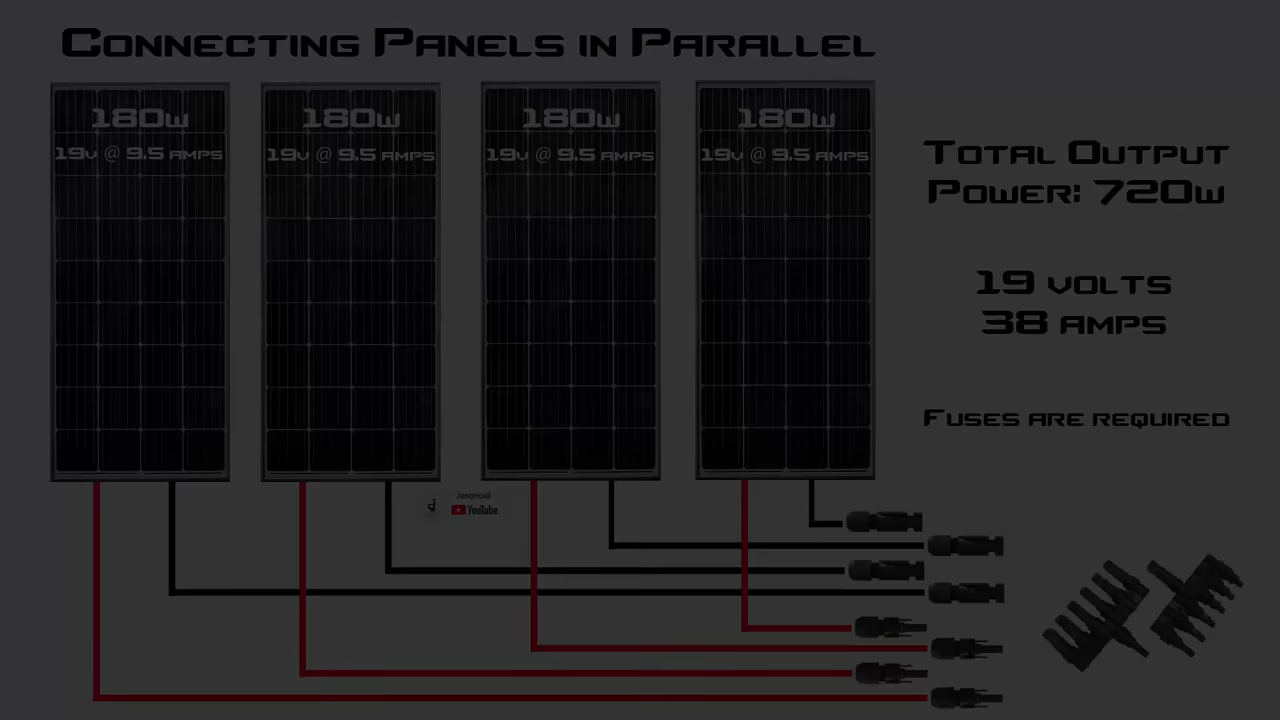 Connecting Panels in Parallel
180w
19v @ 9.5 amps
180w
19v @ 9.5 amps
180w
19v @ 9.5 amps
180w
19v @ 9.5 amps
Total Output
Power: 720w
19 volts
38 amps
Fuses are required
Jasonoid
YouTube